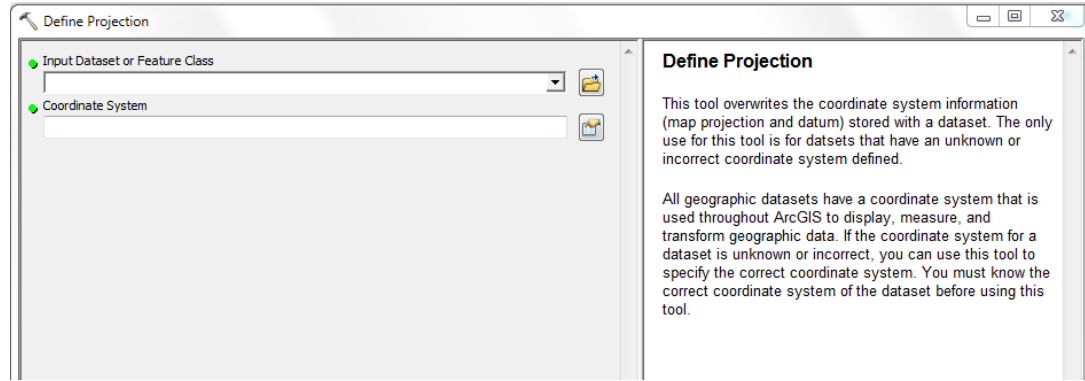 Define Projection
Input Dataset or Feature Class
Coordinate System
Define Projection
This tool overwrites the coordinate system information
(map projection and datum) stored with a dataset. The only
use for this tool is for datsets that have an unknown or
incorrect coordinate system defined.
All geographic datasets have a coordinate system that is
used throughout ArcGIS to display, measure, and
transform geographic data. If the coordinate system for a
dataset is unknown or incorrect, you can use this tool to
specify the correct coordinate system. You must know the
correct coordinate system of the dataset before using this
tool.